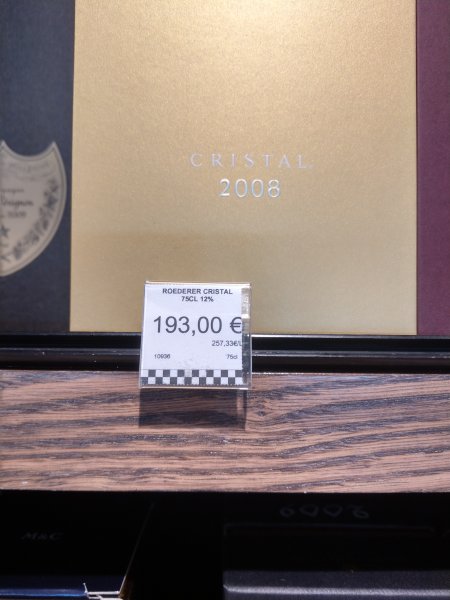 CRISTAL
2008
ROEDERER CRISTAL
75CL 12%
193,00 €
257,33€/L
10936 75cl
M&C